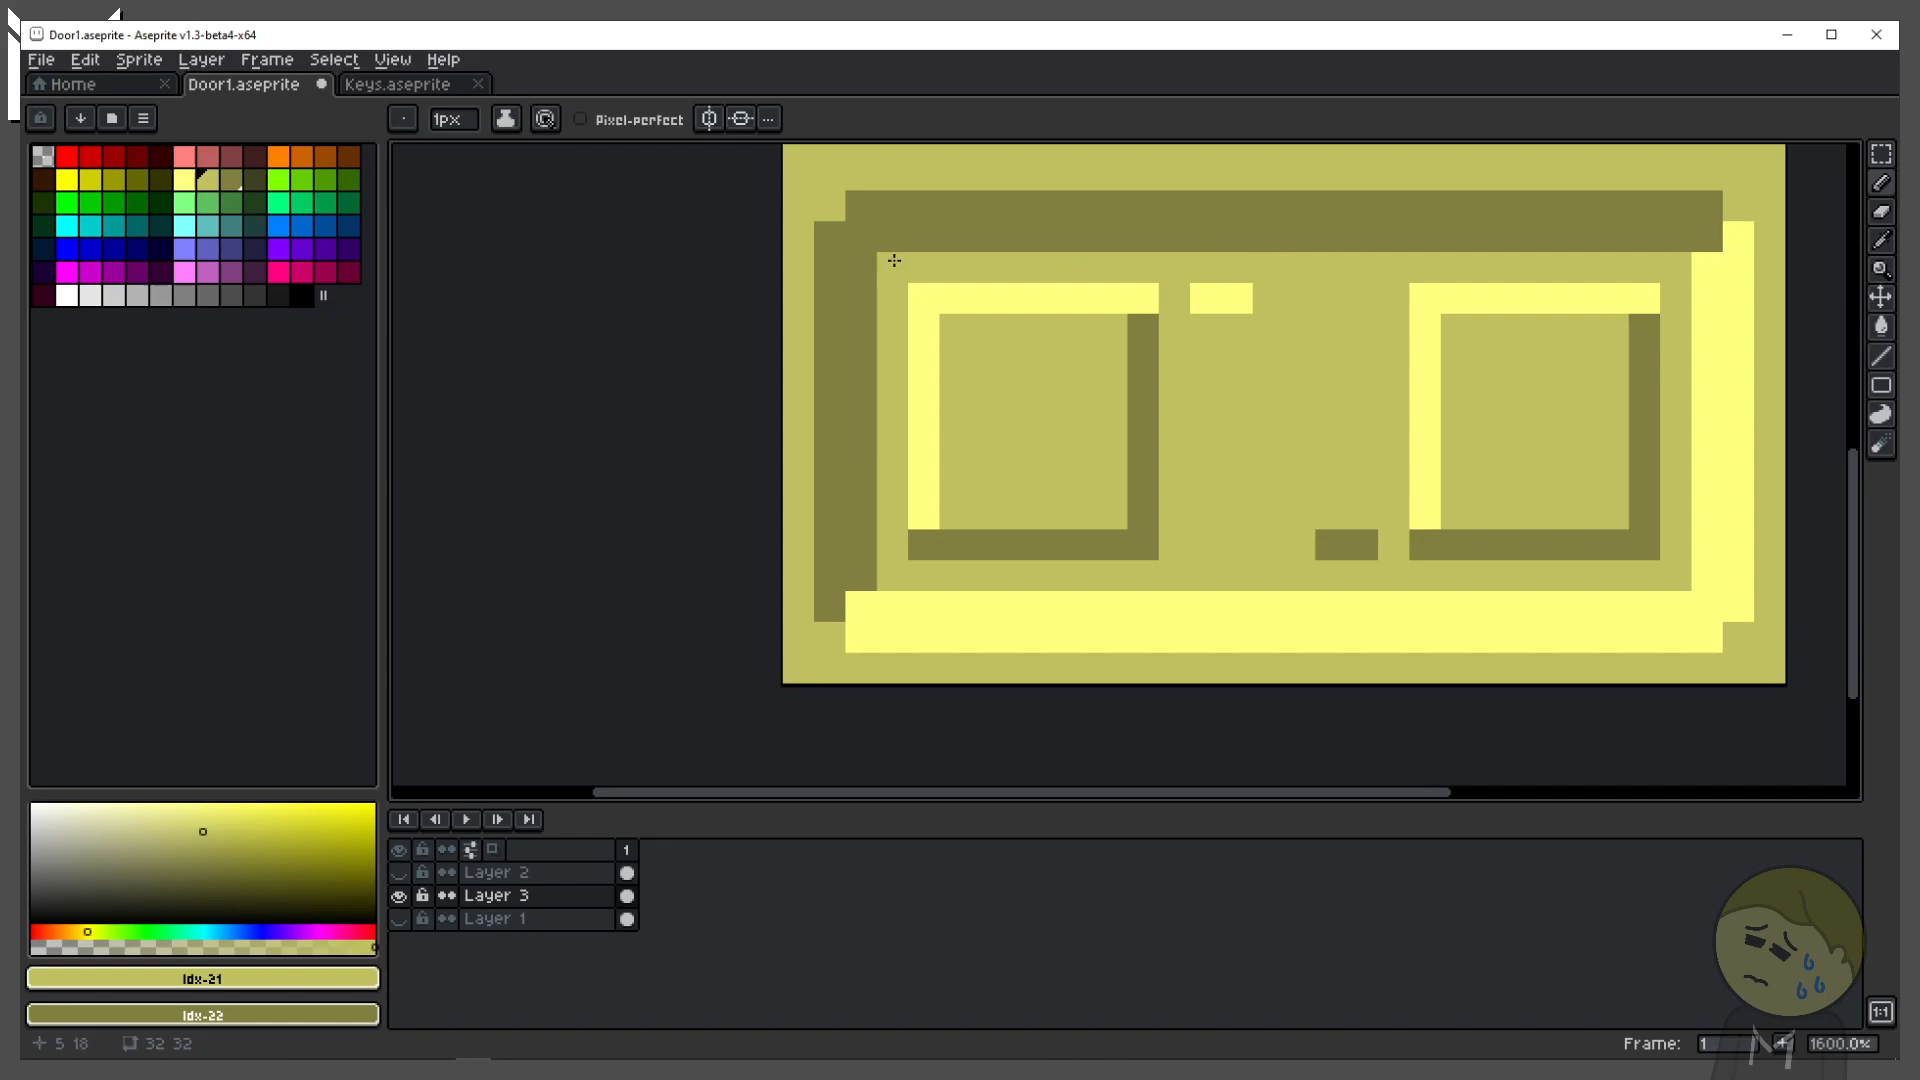 Door1.aseprite - Aseprite v1.3-beta4-x64
File Edit Sprite Layer Frame Select View Help
Home Door1.aseprite Keys.aseprite
1px Pixel-perfect
1
Layer 2
Layer 3
Layer 1
Idx-21
Idx-22
5 18 32 32 Frame: 1 1600.0%
1:1